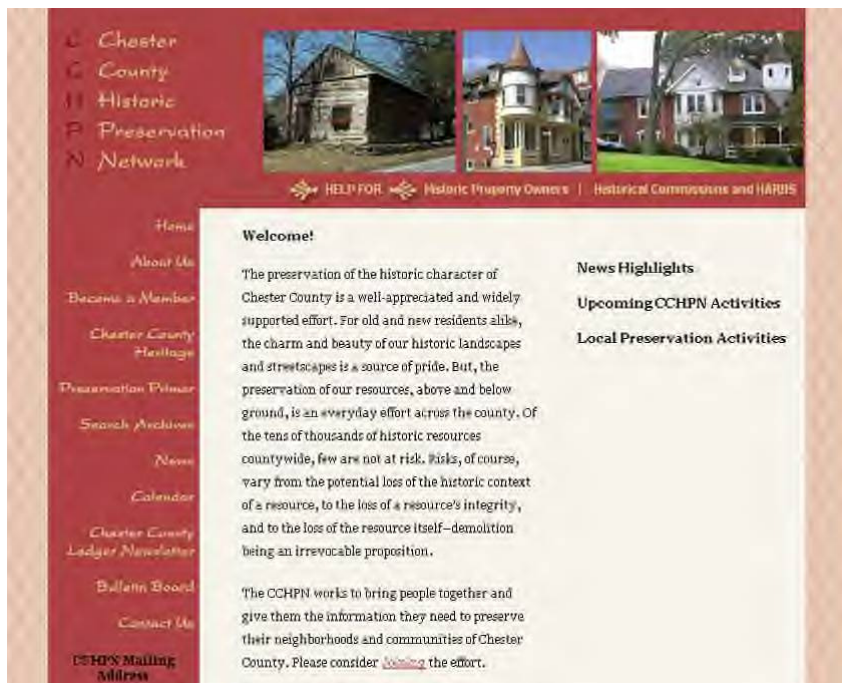 C Chester
C County
H Historic
P Preservation
N Network
HELP FOR Historic Property Owners | Historical Commissions and HARBS
Home
About Us
Become a Member
Chester County
Heritage
Preservation Primer
Search Archives
News
Calendar
Chester County
Ledger Newsletter
Bulletin Board
Contact Us
CCHPN Mailing
Address
Welcome!
The preservation of the historic character of
Chester County is a well-appreciated and widely
supported effort. For old and new residents alike,
the charm and beauty of our historic landscapes
and streetscapes is a source of pride. But, the
preservation of our resources, above and below
ground, is an everyday effort across the county. Of
the tens of thousands of historic resources
countywide, few are not at risk. Risks, of course,
vary from the potential loss of the historic context
of a resource, to the loss of a resource's integrity,
and to the loss of the resource itself–demolition
being an irrevocable proposition.
The CCHPN works to bring people together and
give them the information they need to preserve
their neighborhoods and communities of Chester
County. Please consider Joining the effort.
News Highlights
Upcoming CCHPN Activities
Local Preservation Activities